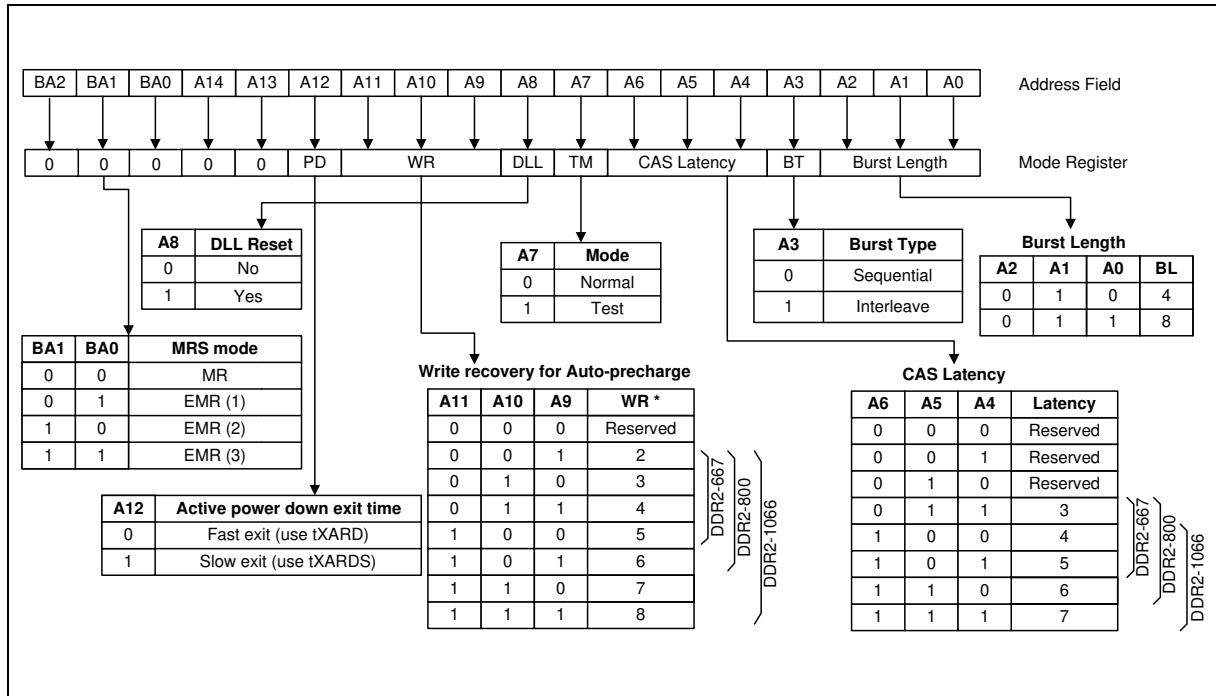 BA2 BA1 BA0 A14 A13 A12 A11 A10 A9 A8 A7 A6 A5 A4 A3 A2 A1 A0 Address Field
0 0 0 0 0 PD WR DLL TM CAS Latency BT Burst Length Mode Register
A8 DLL Reset
0 No
1 Yes
A7 Mode
0 Normal
1 Test
A3 Burst Type
0 Sequential
1 Interleave
Burst Length
A2 A1 A0 BL
0 1 0 4
0 1 1 8
BA1 BA0 MRS mode
0 0 MR
0 1 EMR (1)
1 0 EMR (2)
1 1 EMR (3)
A12 Active power down exit time
0 Fast exit (use tXARD)
1 Slow exit (use tXARDS)
Write recovery for Auto-precharge
A11 A10 A9 WR *
0 0 0 Reserved
0 0 1 2
0 1 0 3
0 1 1 4
1 0 0 5
1 0 1 6
1 1 0 7
1 1 1 8
DDR2-667
DDR2-800
DDR2-1066
CAS Latency
A6 A5 A4 Latency
0 0 0 Reserved
0 0 1 Reserved
0 1 0 Reserved
0 1 1 3
1 0 0 4
1 0 1 5
1 1 0 6
1 1 1 7
DDR2-667
DDR2-800
DDR2-1066